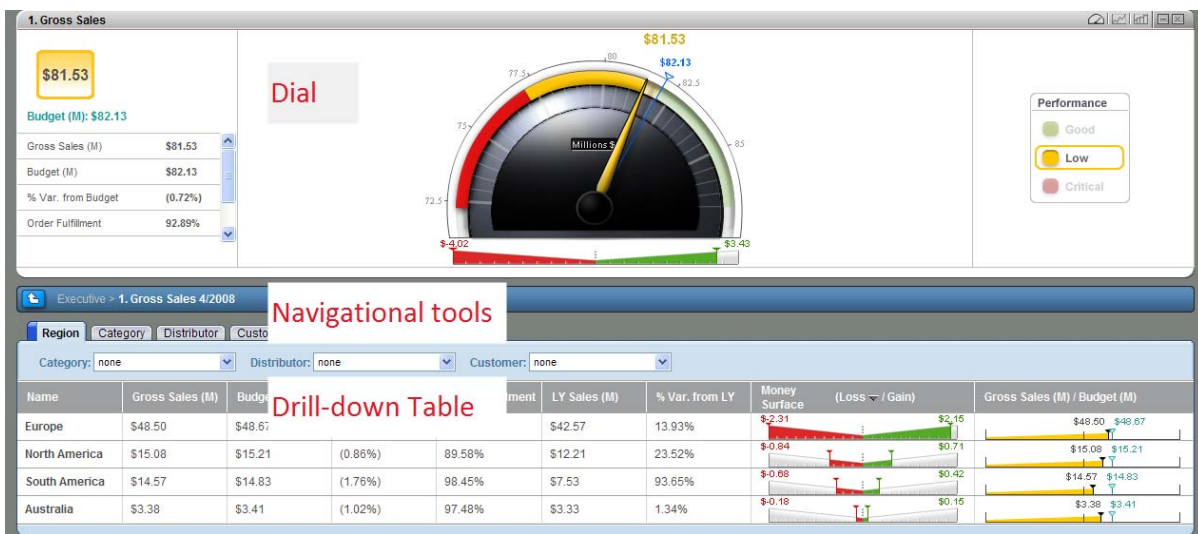 1. Gross Sales
$81.53
Budget (M): $82.13
Gross Sales (M) $81.53
Budget (M) $82.13
% Var. from Budget (0.72%)
Order Fulfillment 92.89%
Dial
$81.53
$82.13
72.5
75
77.5
80
82.5
85
Millions $
$-4.02 $3.43
Performance
Good
Low
Critical
Executive > 1. Gross Sales 4/2008
Navigational tools
Region Category Distributor Custo
Category: none Distributor: none Customer: none
Drill-down Table
Name Gross Sales (M) Budge ment LY Sales (M) % Var. from LY Money Surface (Loss / Gain) Gross Sales (M) / Budget (M)
Europe $48.50 $48.67 $42.57 13.93% $-2.31 $2.15 $48.50 $48.67
North America $15.08 $15.21 (0.86%) 89.58% $12.21 23.52% $-0.84 $0.71 $15.08 $15.21
South America $14.57 $14.83 (1.76%) 98.45% $7.53 93.65% $-0.68 $0.42 $14.57 $14.83
Australia $3.38 $3.41 (1.02%) 97.48% $3.33 1.34% $-0.18 $0.15 $3.38 $3.41